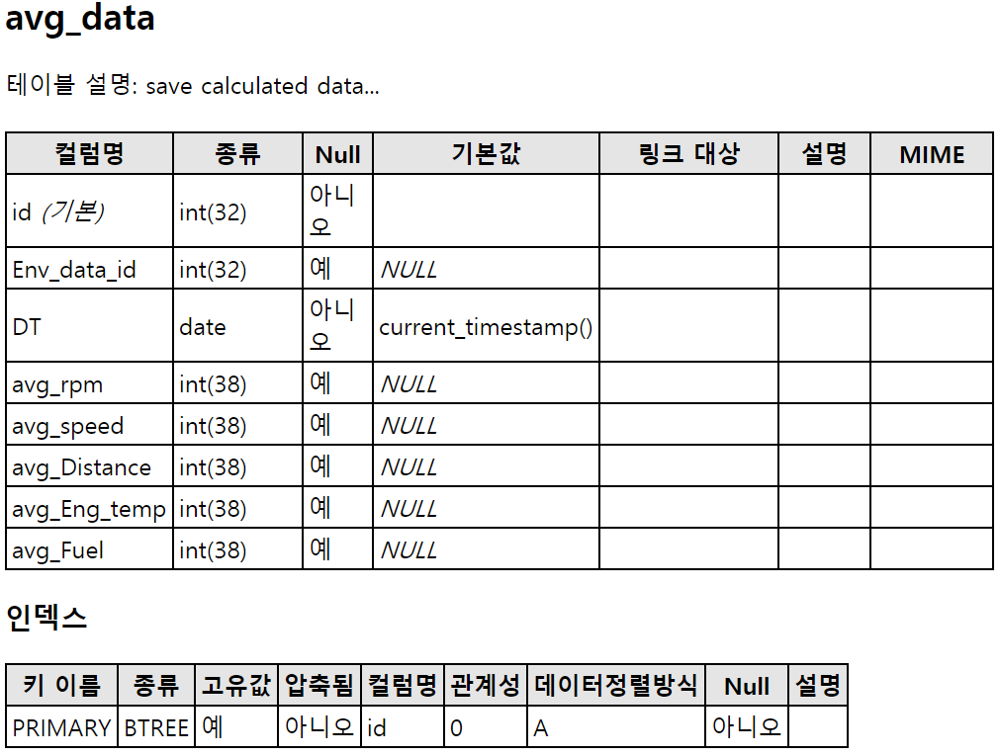 avg_data
테이블 설명: save calculated data...
컬럼명 종류 Null 기본값 링크 대상 설명 MIME
id (기본) int(32) 아니오
Env_data_id int(32) 예 NULL
DT date 아니오 current_timestamp()
avg_rpm int(38) 예 NULL
avg_speed int(38) 예 NULL
avg_Distance int(38) 예 NULL
avg_Eng_temp int(38) 예 NULL
avg_Fuel int(38) 예 NULL
인덱스
키 이름 종류 고유값 압축됨 컬럼명 관계성 데이터정렬방식 Null 설명
PRIMARY BTREE 예 아니오 id 0 A 아니오